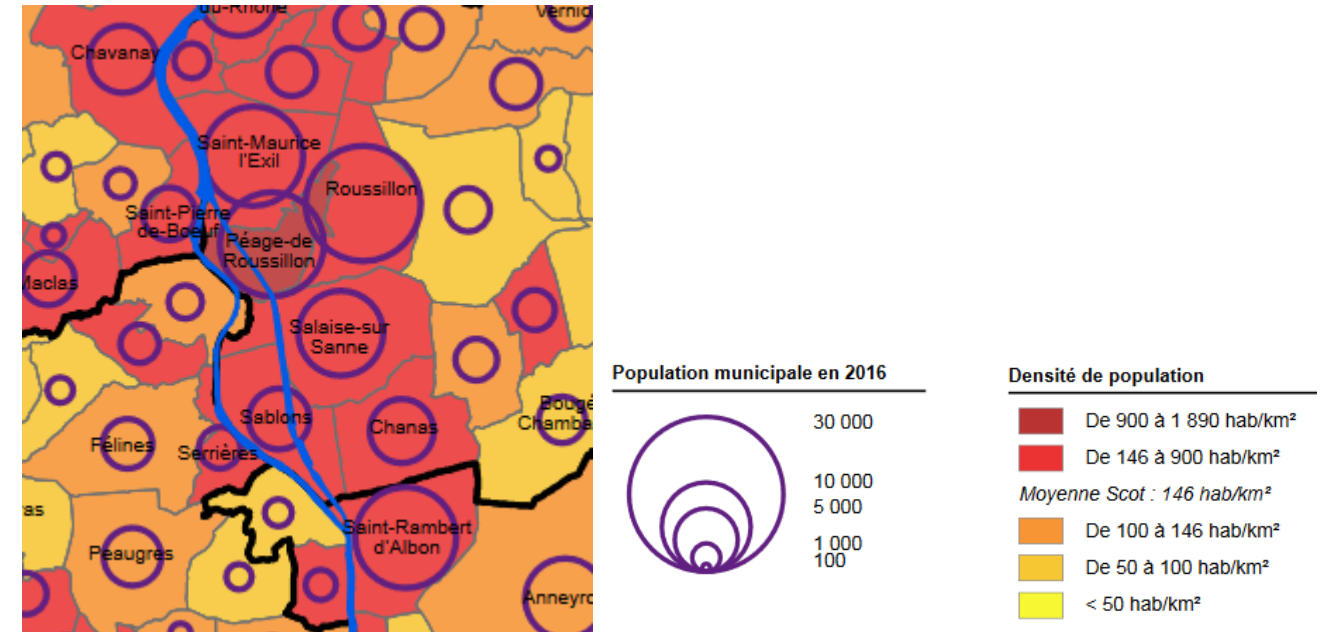 du-Rhône
Vernio
Chavanay
Saint-Maurice
l'Exil
Roussillon
Saint-Pierre
de-Boeuf
Péage-de
Roussillon
Maclas
Salaise-sur
Sanne
Sablons
Chanas
Bougé
Chamba
Félines
Serrières
as
Saint-Rambert
d'Albon
Peaugres
Anneyro
Population municipale en 2016
30 000
10 000
5 000
1 000
100
Densité de population
De 900 à 1 890 hab/km²
De 146 à 900 hab/km²
Moyenne Scot : 146 hab/km²
De 100 à 146 hab/km²
De 50 à 100 hab/km²
< 50 hab/km²